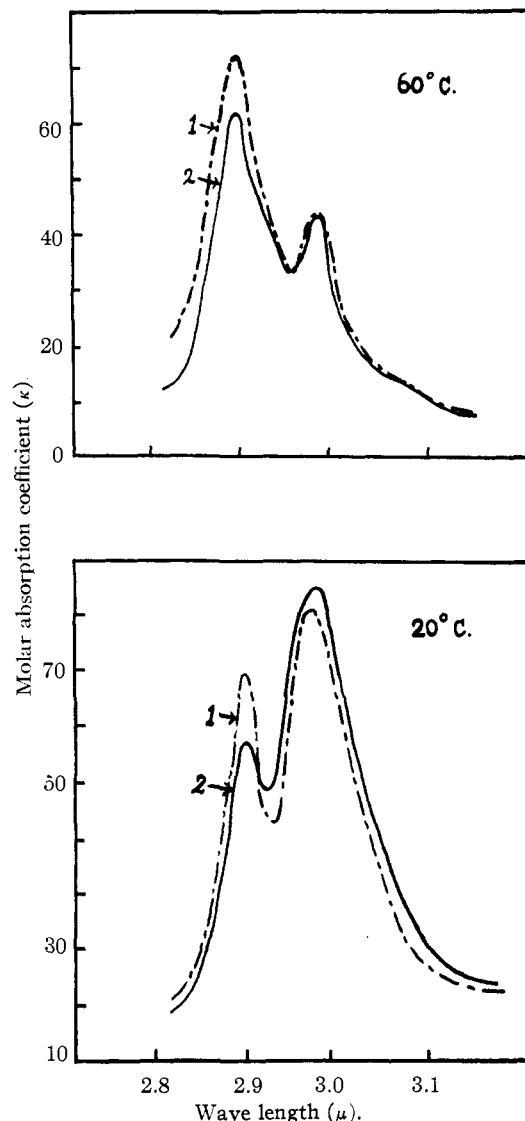 60°C.
1
2
60
40
20
0
Molar absorption coefficient (κ).
20°C.
1
2
70
50
30
10
2.8 2.9 3.0 3.1
Wave length (μ).